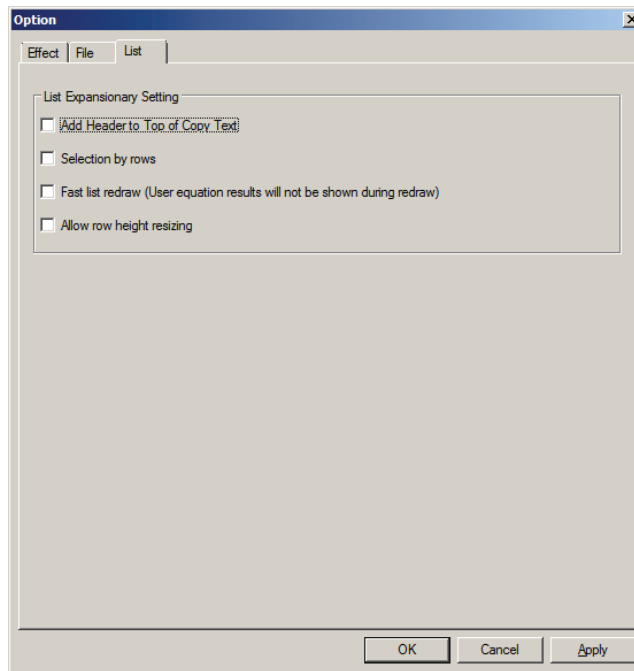 Option
Effect File List
List Expansionary Setting
Add Header to Top of Copy Text
Selection by rows
Fast list redraw (User equation results will not be shown during redraw)
Allow row height resizing
OK Cancel Apply